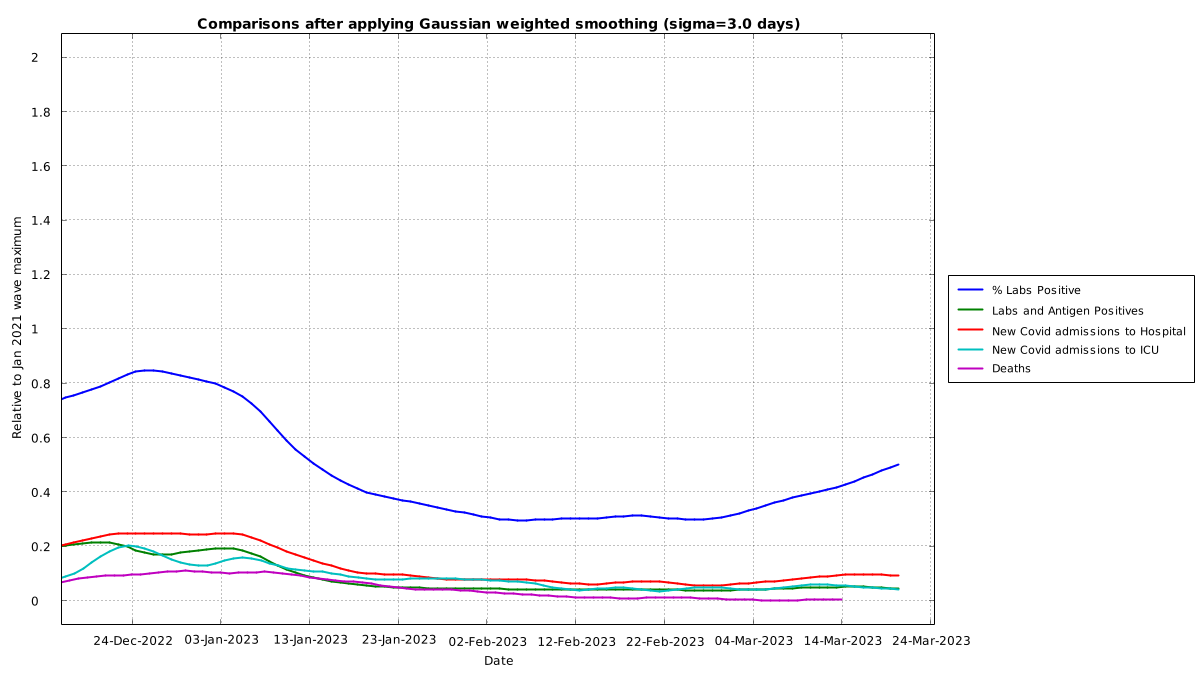 Comparisons after applying Gaussian weighted smoothing (sigma=3.0 days)
Relative to Jan 2021 wave maximum
2
1.8
1.6
1.4
1.2
1
0.8
0.6
0.4
0.2
0
24-Dec-2022 03-Jan-2023 13-Jan-2023 23-Jan-2023 02-Feb-2023 12-Feb-2023 22-Feb-2023 04-Mar-2023 14-Mar-2023 24-Mar-2023
Date
% Labs Positive
Labs and Antigen Positives
New Covid admissions to Hospital
New Covid admissions to ICU
Deaths